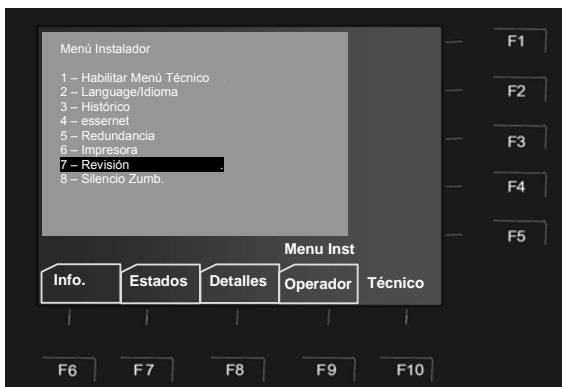 Menú Instalador
1 – Habilitar Menú Técnico
2 – Language/Idioma
3 – Histórico
4 – essernet
5 – Redundancia
6 – Impresora
7 – Revisión .
8 – Silencio Zumb.
Menu Inst
Info. Estados Detalles Operador Técnico
F1
F2
F3
F4
F5
F6 F7 F8 F9 F10